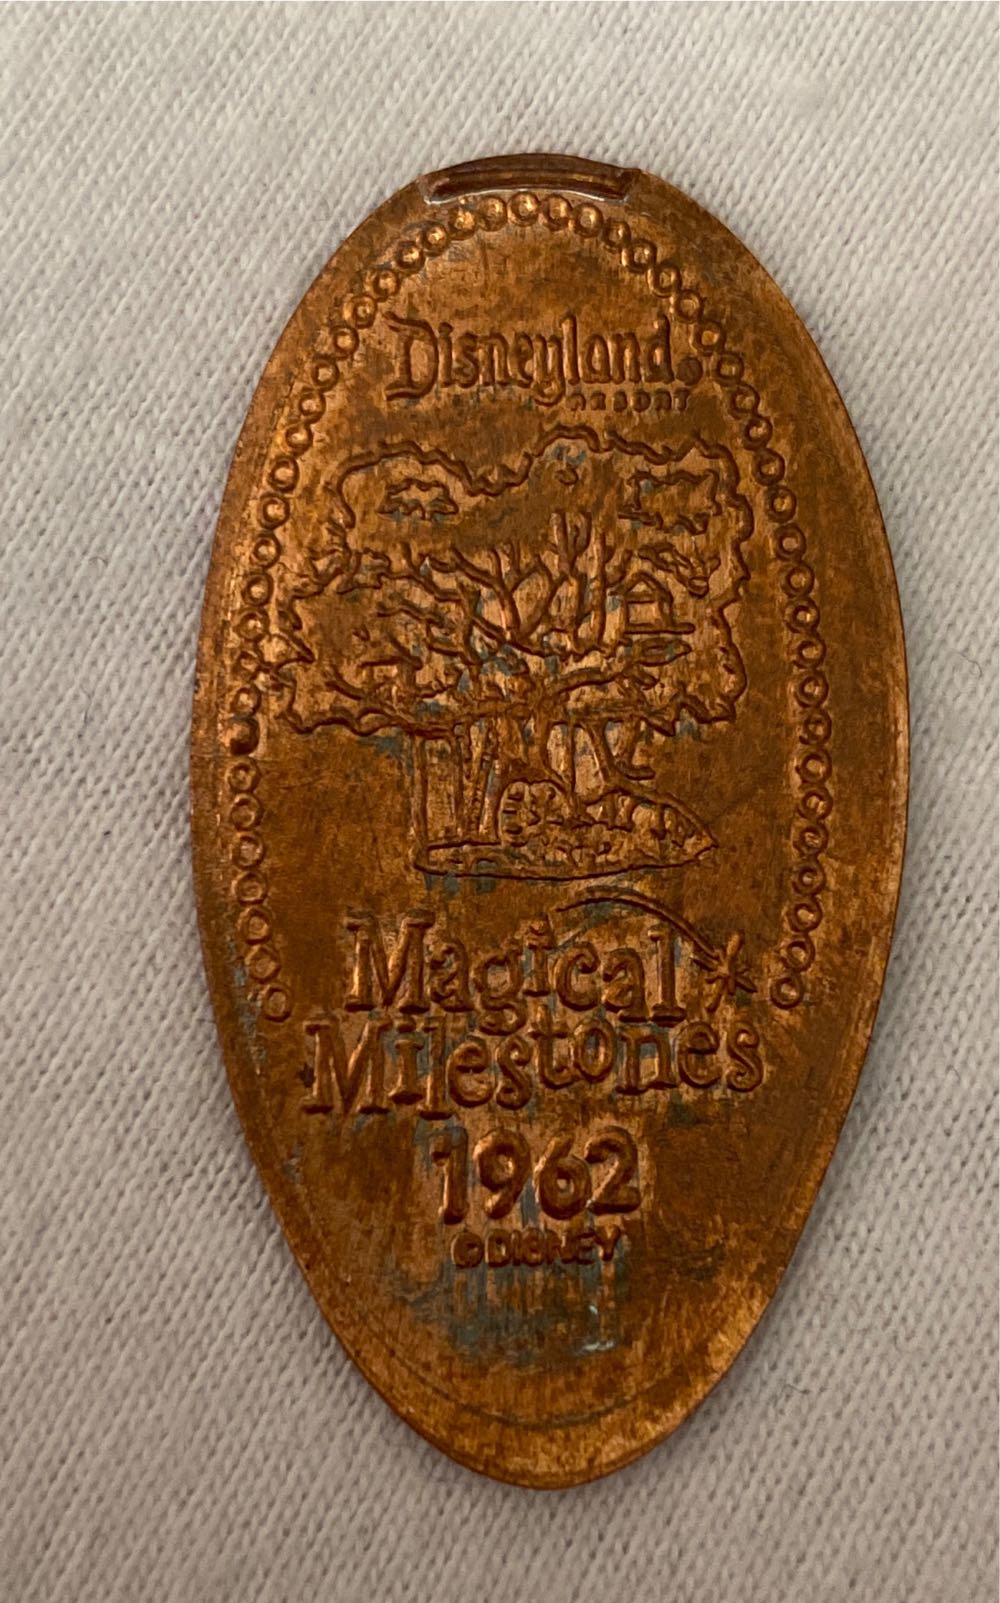 Disneyland®
RESORT
Magical
Milestones
1962
©DISNEY